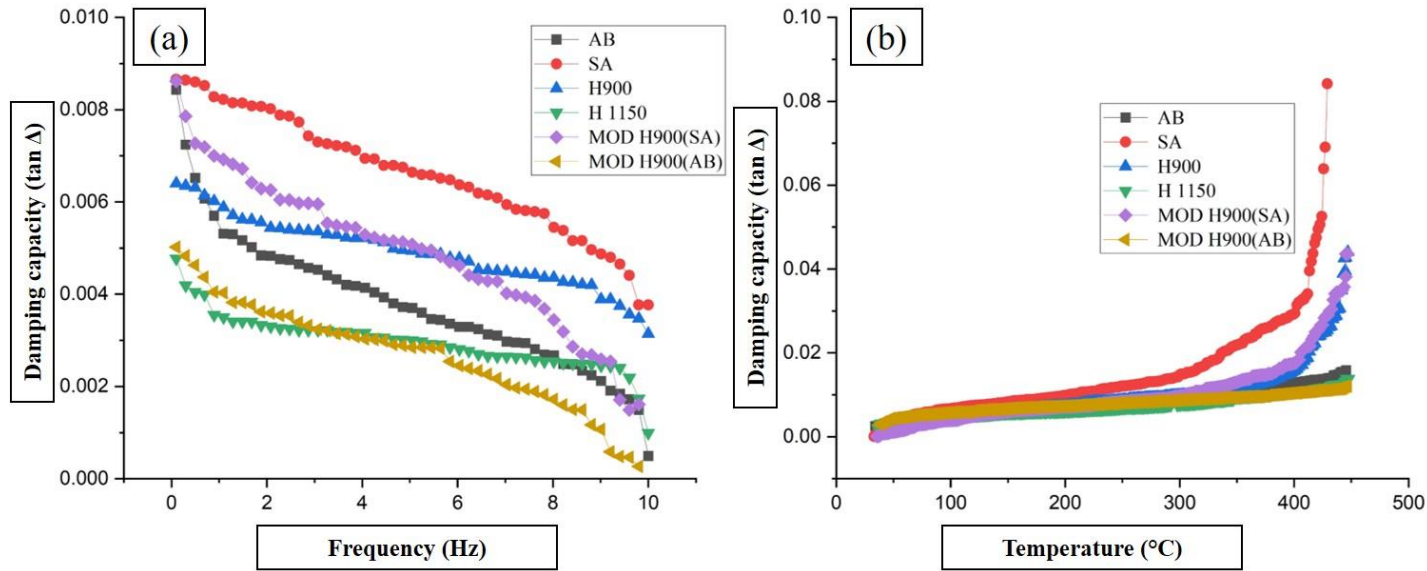 (a)
AB
SA
H900
H 1150
MOD H900(SA)
MOD H900(AB)
Damping capacity (tan Δ)
0.010
0.008
0.006
0.004
0.002
0.000
0
2
4
6
8
10
Frequency (Hz)
(b)
AB
SA
H900
H 1150
MOD H900(SA)
MOD H900(AB)
Damping capacity (tan Δ)
0.10
0.08
0.06
0.04
0.02
0.00
0
100
200
300
400
500
Temperature (°C)